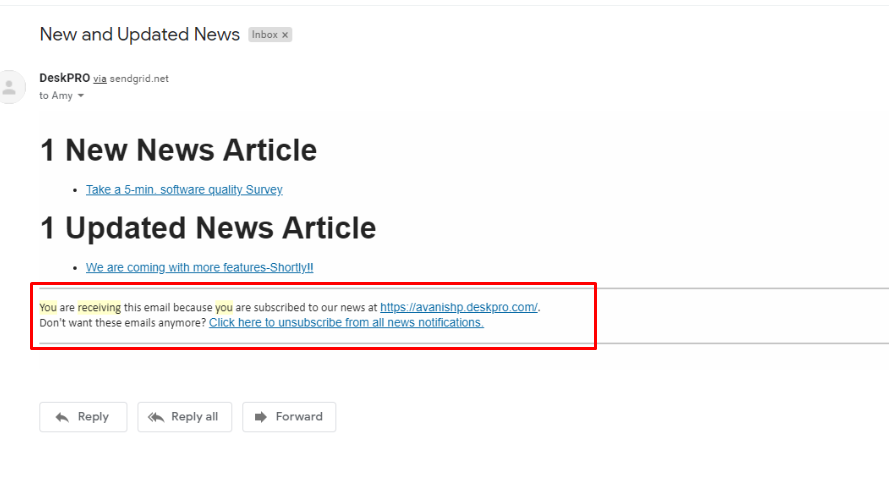 New and Updated News Inbox ×
DeskPRO via sendgrid.net
to Amy
1 New News Article
• Take a 5-min. software quality Survey
1 Updated News Article
• We are coming with more features-Shortly!!
You are receiving this email because you are subscribed to our news at https://avanishp.deskpro.com/.
Don't want these emails anymore? Click here to unsubscribe from all news notifications.
Reply Reply all Forward